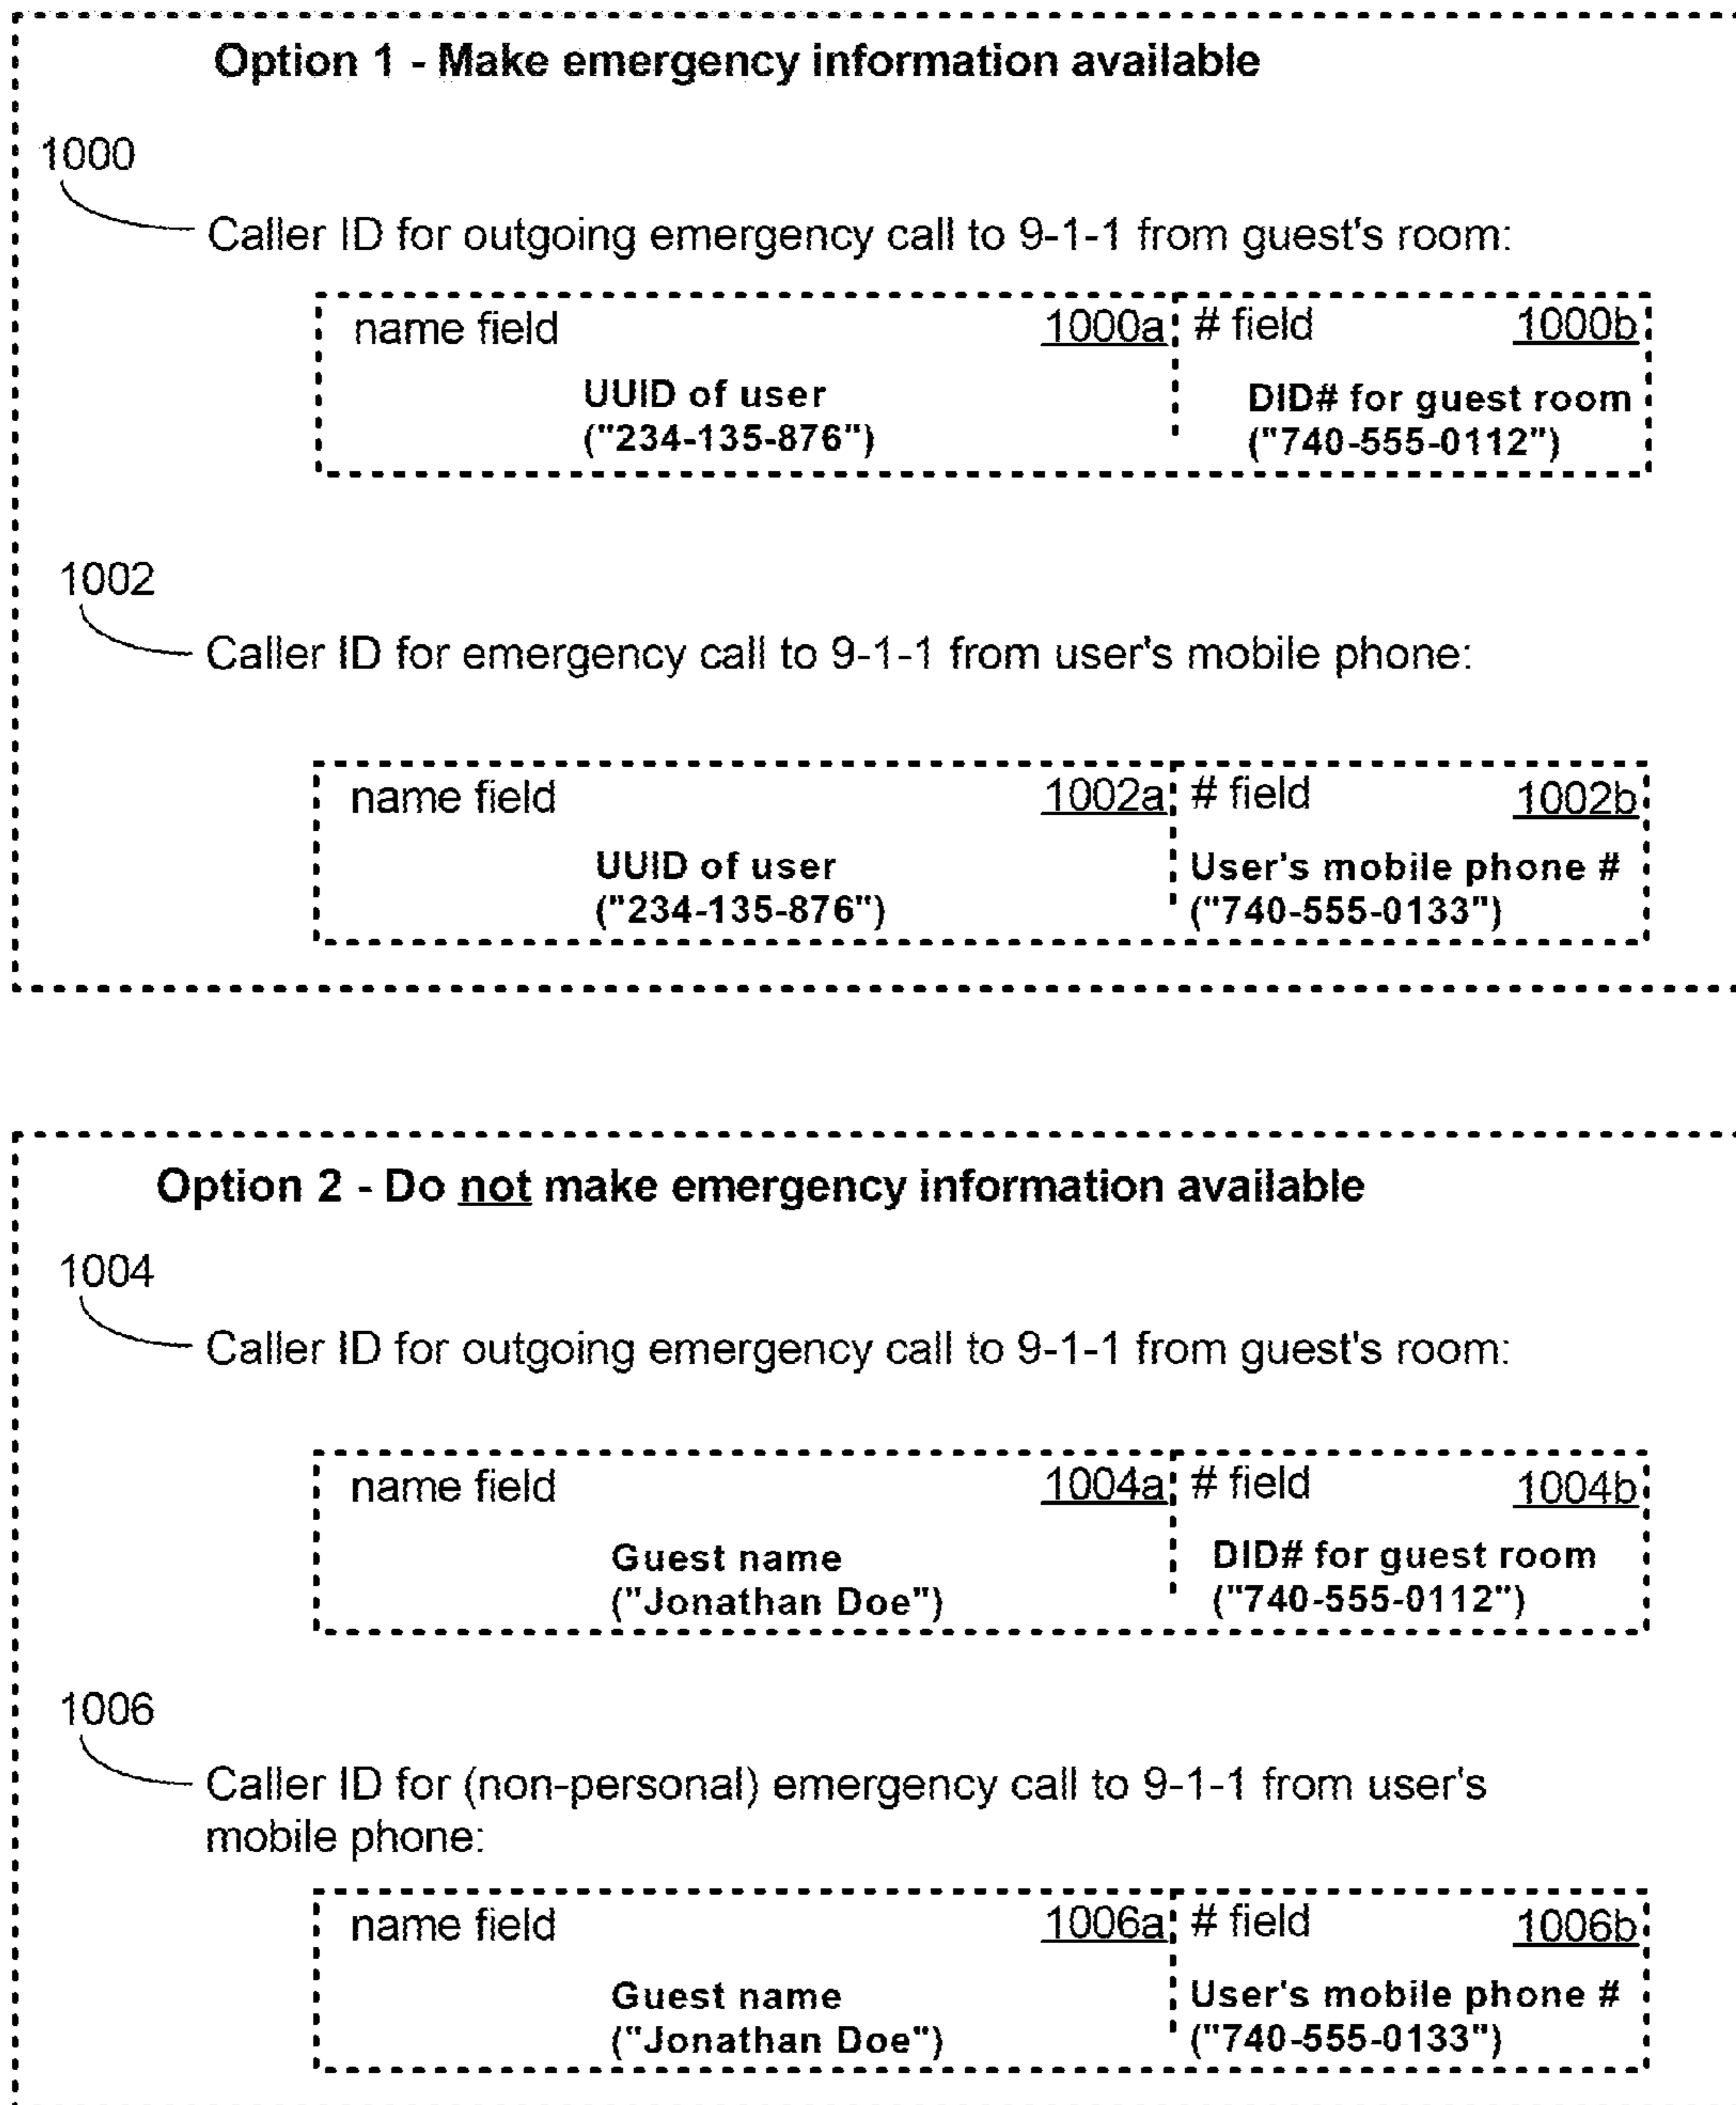 Option 1 - Make emergency information available
1000
Caller ID for outgoing emergency call to 9-1-1 from guest's room:
name field 1000a # field 1000b
UUID of user DID# for guest room
("234-135-876") ("740-555-0112")
1002
Caller ID for emergency call to 9-1-1 from user's mobile phone:
name field 1002a # field 1002b
UUID of user User's mobile phone #
("234-135-876") ("740-555-0133")
Option 2 - Do not make emergency information available
1004
Caller ID for outgoing emergency call to 9-1-1 from guest's room:
name field 1004a # field 1004b
Guest name DID# for guest room
("Jonathan Doe") ("740-555-0112")
1006
Caller ID for (non-personal) emergency call to 9-1-1 from user's
mobile phone:
name field 1006a # field 1006b
Guest name User's mobile phone #
("Jonathan Doe") ("740-555-0133")